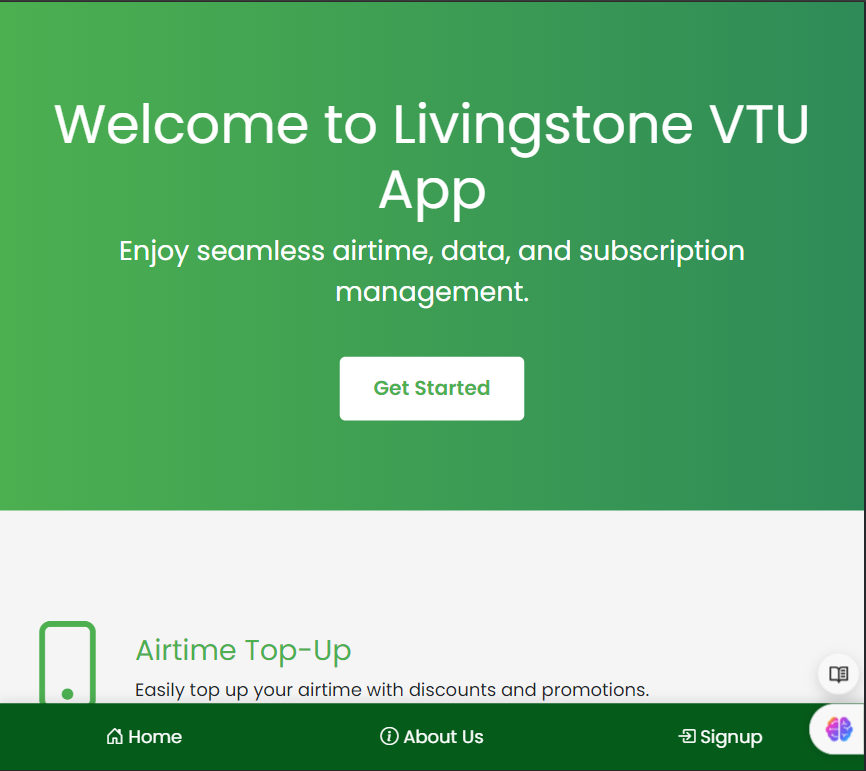 Welcome to Livingstone VTU
App
Enjoy seamless airtime, data, and subscription
management.
Get Started
Airtime Top-Up
Easily top up your airtime with discounts and promotions.
Home
About Us
Signup